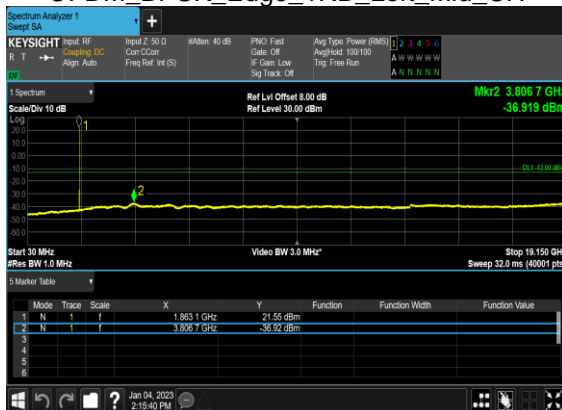 Spectrum Analyzer 1
Swept SA
KEYSIGHT Input: RF Input Z: 50 Ω #Atten: 40 dB PNO: Fast Avg Type: Power (RMS) 1 2 3 4 5 6
R T Coupling: DC Corr CCorr Gate: Off Avg|Hold: 100/100 A W W W W W
Align: Auto Freq Ref: Int (S) IF Gain: Low Trig: Free Run
LW Sig Track: Off A N N N N N
1 Spectrum Ref Lvl Offset 8.00 dB Mkr2 3.806 7 GHz
Scale/Div 10 dB Ref Level 30.00 dBm -36.919 dBm
Log
20.0 1
10.0
0.00
-10.0 DL1 -13.00 dBm
-20.0
-30.0 2
-40.0
-50.0
-60.0
Start 30 MHz Video BW 3.0 MHz* Stop 19.150 GHz
#Res BW 1.0 MHz Sweep 32.0 ms (40001 pts)
5 Marker Table
Mode Trace Scale X Y Function Function Width Function Value
1 N 1 f 1.863 1 GHz 21.55 dBm
2 N 1 f 3.806 7 GHz -36.92 dBm
3
4
5
6
? Jan 04, 2023
2:15:40 PM